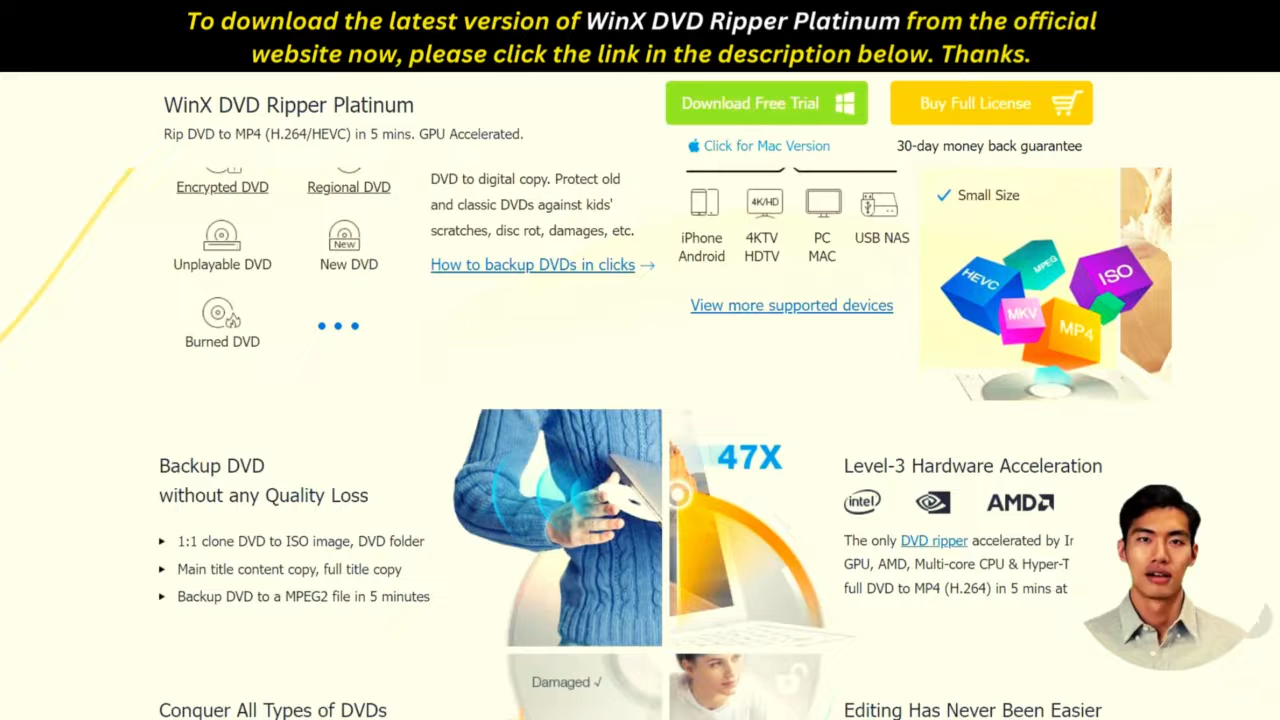 To download the latest version of WinX DVD Ripper Platinum from the official
website now, please click the link in the description below. Thanks.
WinX DVD Ripper Platinum
Rip DVD to MP4 (H.264/HEVC) in 5 mins. GPU Accelerated.
Download Free Trial
Buy Full License
Click for Mac Version
30-day money back guarantee
Encrypted DVD
Regional DVD
Unplayable DVD
New
New DVD
Burned DVD
DVD to digital copy. Protect old
and classic DVDs against kids'
scratches, disc rot, damages, etc.
How to backup DVDs in clicks →
4K/HD
iPhone
Android
4KTV
HDTV
PC
MAC
USB NAS
View more supported devices
Small Size
HEVC
MPEG
ISO
MKV
MP4
Backup DVD
without any Quality Loss
1:1 clone DVD to ISO image, DVD folder
Main title content copy, full title copy
Backup DVD to a MPEG2 file in 5 minutes
47X
Level-3 Hardware Acceleration
intel
AMD
The only DVD ripper accelerated by Ir
GPU, AMD, Multi-core CPU & Hyper-T
full DVD to MP4 (H.264) in 5 mins at
Damaged √
Conquer All Types of DVDs
Editing Has Never Been Easier